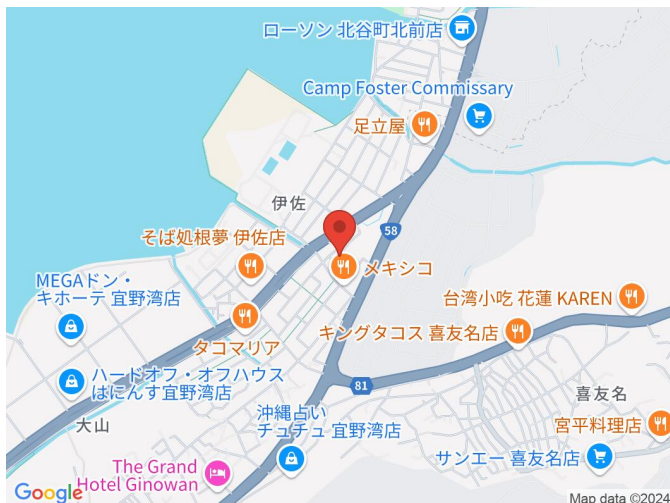 ローソン 北谷町北前店
Camp Foster Commissary
足立屋
伊佐
58
そば処根夢 伊佐店
メキシコ
MEGAドン・
キホーテ 宜野湾店
台湾小吃 花蓮 KAREN
タコマリア
キングタコス 喜友名店
ハードオフ・オフハウス
はにんす宜野湾店
81
喜友名
大山
沖縄占い
チュチュ 宜野湾店
宮平料理店
The Grand
Hotel Ginowan
サンエー 喜友名店
Google
Map data ©2024